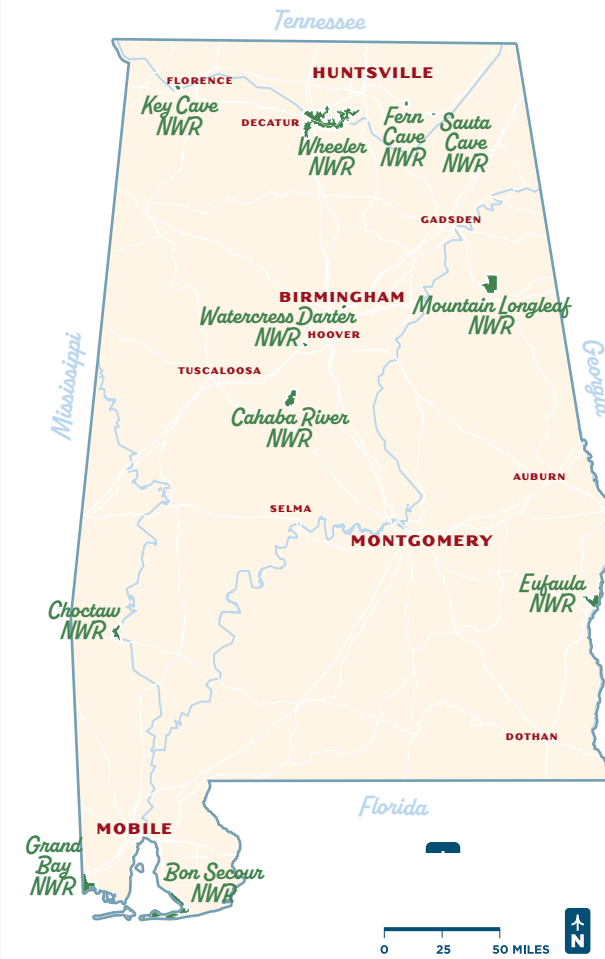 Tennessee
HUNTSVILLE
FLORENCE
Key Cave
NWR
DECATUR
Wheeler
NWR
Fern
Cave
NWR
Sauta
Cave
NWR
GADSDEN
BIRMINGHAM
Mountain Longleaf
NWR
Watercress Darter
NWR
HOOVER
Mississippi
Georgia
TUSCALOOSA
Cahaba River
NWR
AUBURN
SELMA
MONTGOMERY
Eufaula
NWR
Choctaw
NWR
DOTHAN
Florida
MOBILE
Grand
Bay
NWR
Bon Secour
NWR
0 25 50 MILES
N